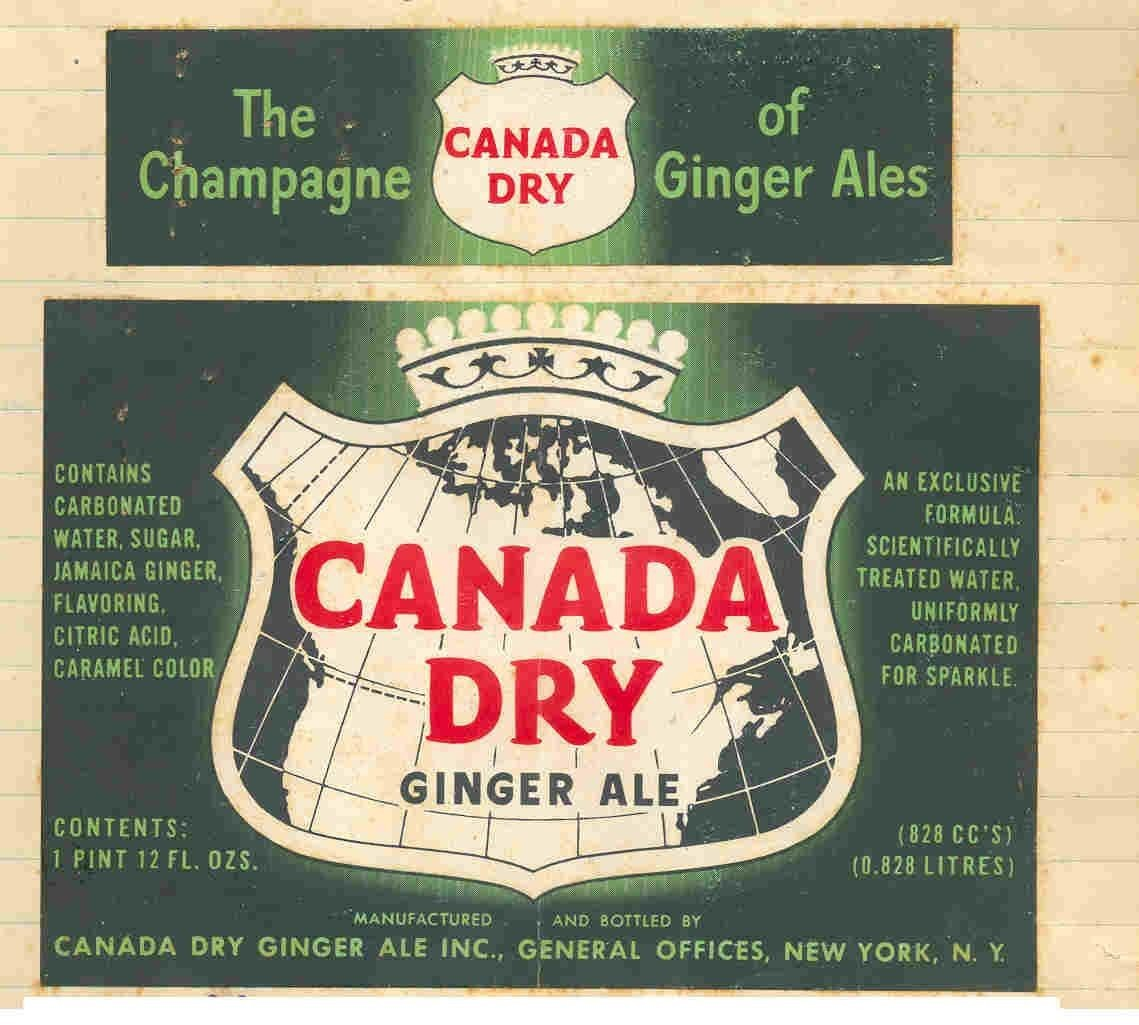 The
Champagne
CANADA
DRY
of
Ginger Ales
CONTAINS
CARBONATED
WATER, SUGAR,
JAMAICA GINGER,
FLAVORING,
CITRIC ACID,
CARAMEL COLOR
CANADA
DRY
GINGER ALE
AN EXCLUSIVE
FORMULA.
SCIENTIFICALLY
TREATED WATER,
UNIFORMLY
CARBONATED
FOR SPARKLE.
CONTENTS:
1 PINT 12 FL. OZS.
(828 CC'S)
(0.828 LITRES)
MANUFACTURED AND BOTTLED BY
CANADA DRY GINGER ALE INC., GENERAL OFFICES, NEW YORK, N. Y.